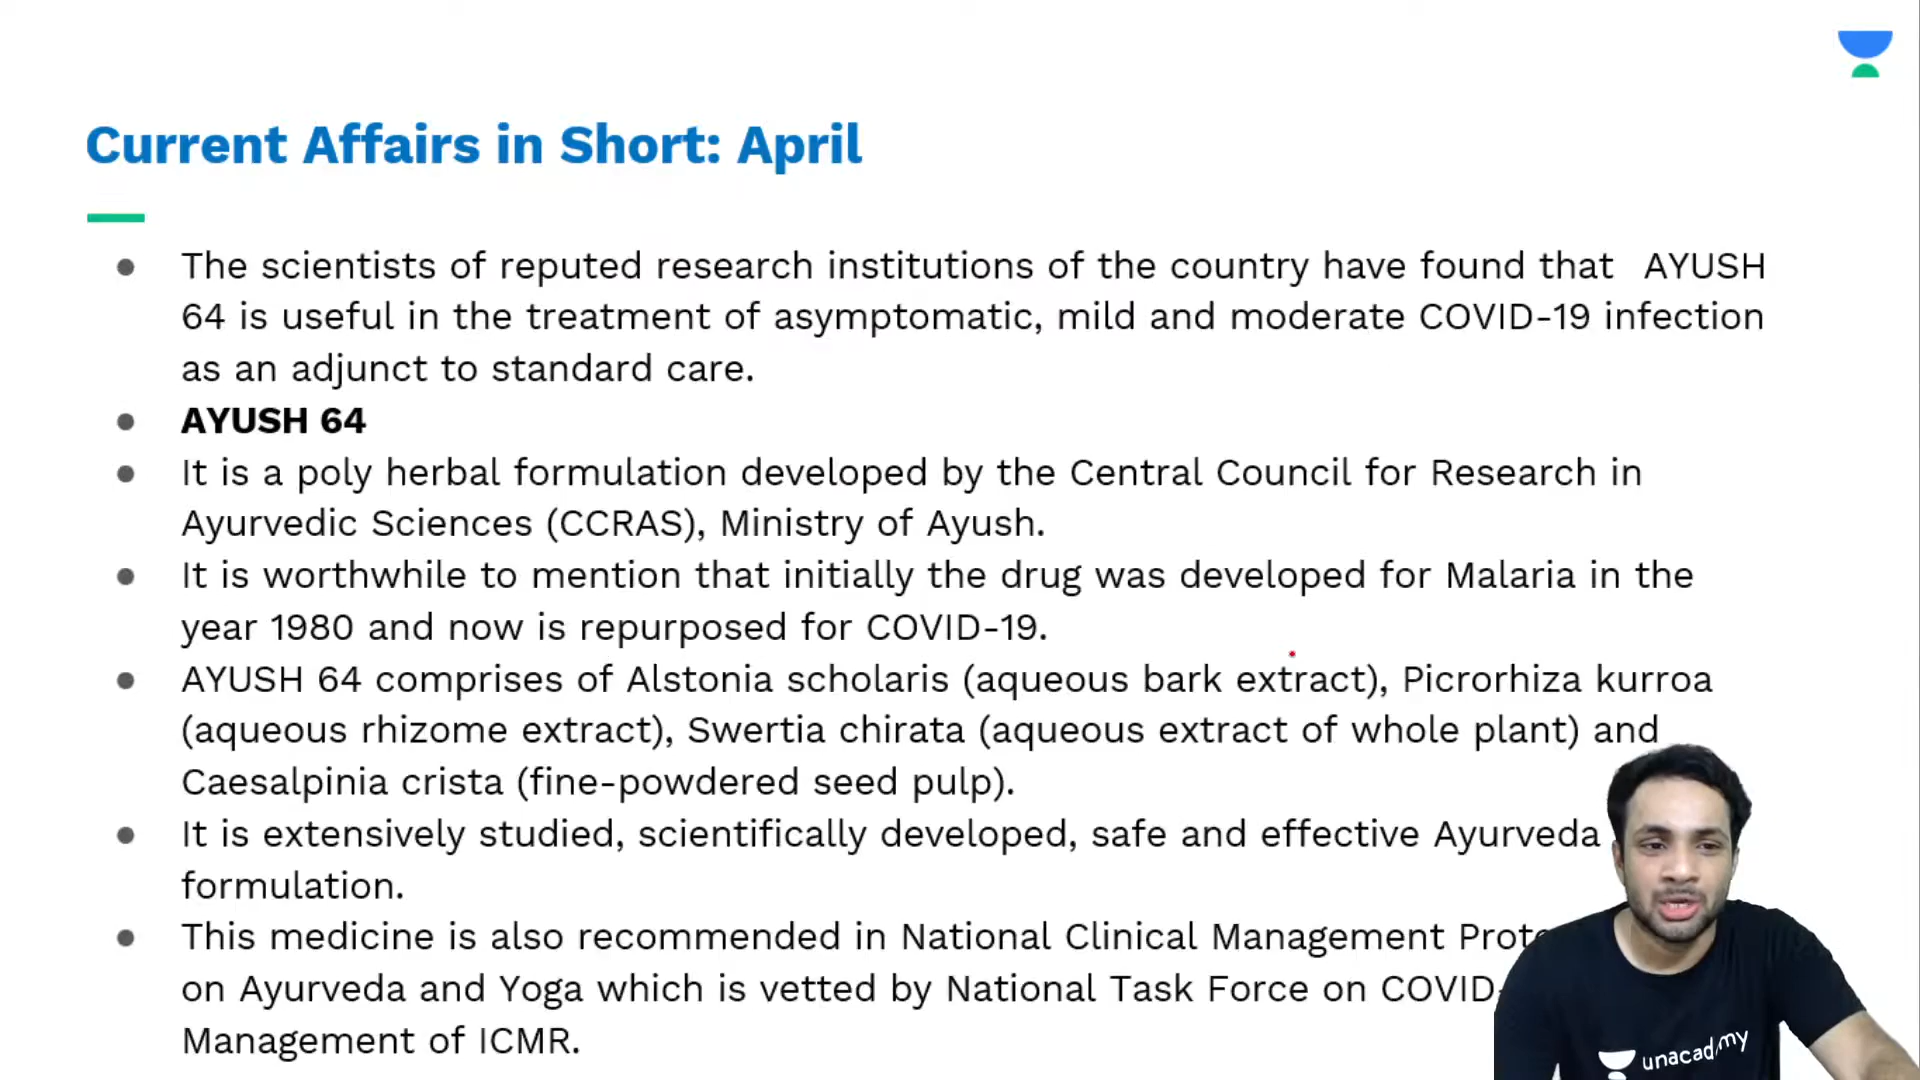 Current Affairs in Short: April
The scientists of reputed research institutions of the country have found that AYUSH
64 is useful in the treatment of asymptomatic, mild and moderate COVID-19 infection
as an adjunct to standard care.
AYUSH 64
It is a poly herbal formulation developed by the Central Council for Research in
Ayurvedic Sciences (CCRAS), Ministry of Ayush.
It is worthwhile to mention that initially the drug was developed for Malaria in the
year 1980 and now is repurposed for COVID-19.
AYUSH 64 comprises of Alstonia scholaris (aqueous bark extract), Picrorhiza kurroa
(aqueous rhizome extract), Swertia chirata (aqueous extract of whole plant) and
Caesalpinia crista (fine-powdered seed pulp).
It is extensively studied, scientifically developed, safe and effective Ayurveda
formulation.
This medicine is also recommended in National Clinical Management
on Ayurveda and Yoga which is vetted by National Task Force on COVID-
Management of ICMR.
unacademy